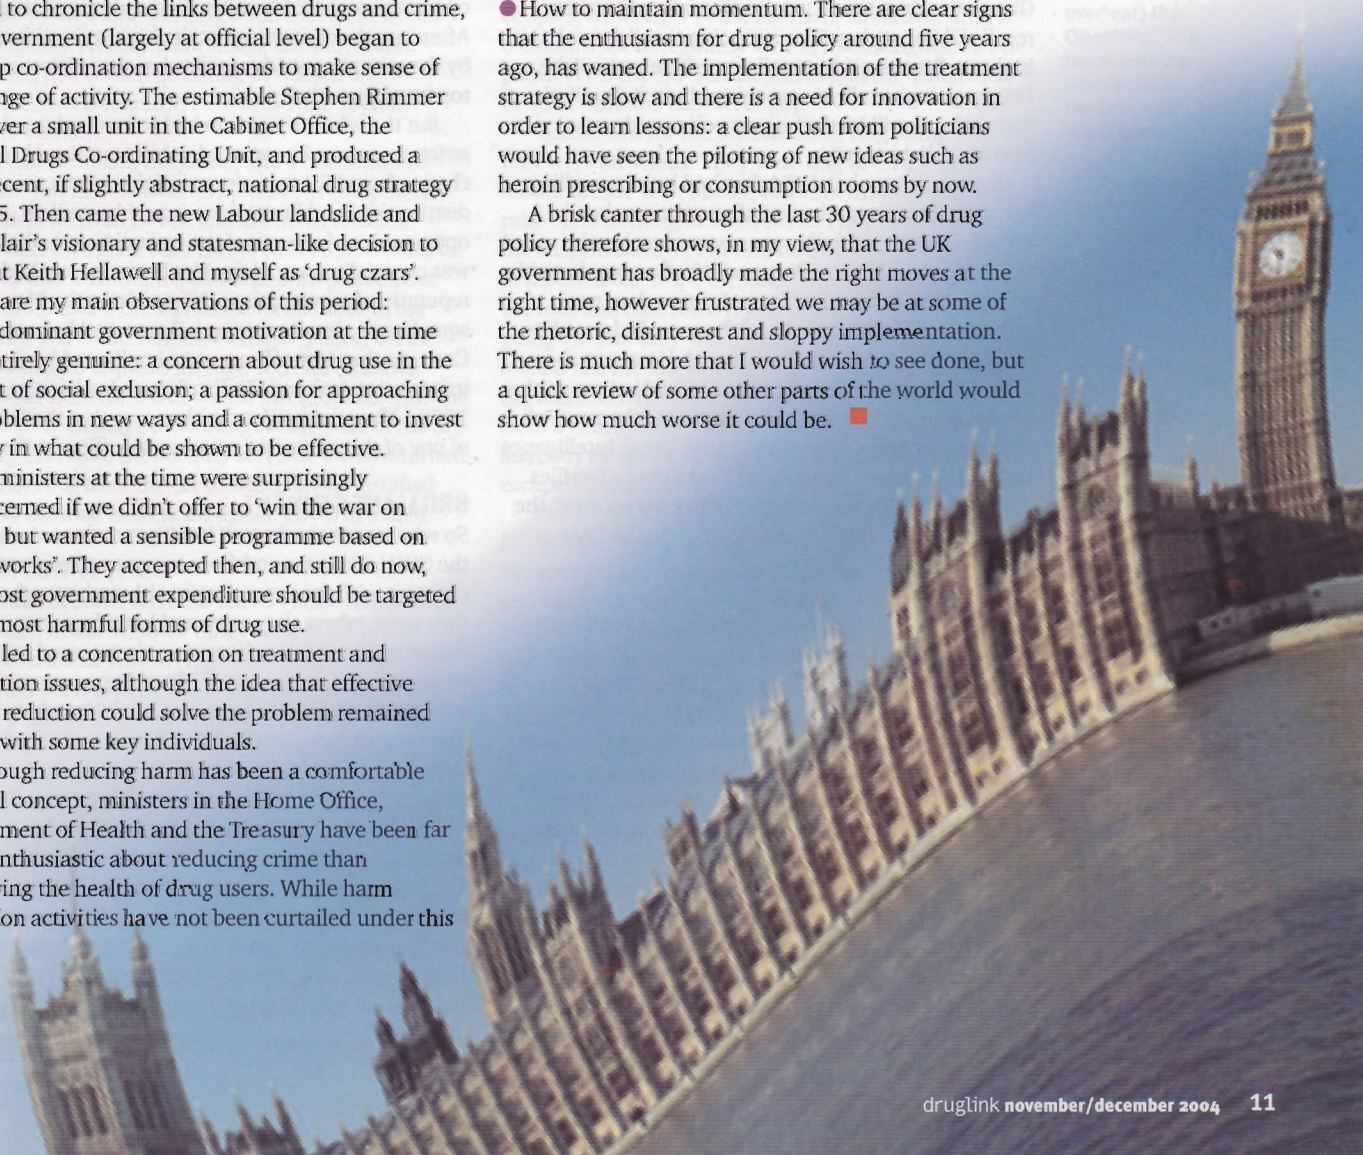 to chronicle the links between drugs and crime,
vernment (largely at official level) began to
p co-ordination mechanisms to make sense of
nge of activity. The estimable Stephen Rimmer
ver a small unit in the Cabinet Office, the
l Drugs Co-ordinating Unit, and produced a
cent, if slightly abstract, national drug strategy
5. Then came the new Labour landslide and
lair's visionary and statesman-like decision to
t Keith Hellawell and myself as 'drug czars'.
are my main observations of this period:
dominant government motivation at the time
tirely genuine: a concern about drug use in the
t of social exclusion; a passion for approaching
oblems in new ways and a commitment to invest
y in what could be shown to be effective.
ministers at the time were surprisingly
cerned if we didn't offer to 'win the war on
but wanted a sensible programme based on
works'. They accepted then, and still do now,
ost government expenditure should be targeted
most harmful forms of drug use.
led to a concentration on treatment and
tion issues, although the idea that effective
reduction could solve the problem remained
with some key individuals.
ough reducing harm has been a comfortable
l concept, ministers in the Home Office,
ment of Health and the Treasury have been far
nthusiastic about reducing crime than
ing the health of drug users. While harm
on activities have not been curtailed under this
● How to maintain momentum. There are clear signs
that the enthusiasm for drug policy around five years
ago, has waned. The implementation of the treatment
strategy is slow and there is a need for innovation in
order to learn lessons: a clear push from politicians
would have seen the piloting of new ideas such as
heroin prescribing or consumption rooms by now.
A brisk canter through the last 30 years of drug
policy therefore shows, in my view, that the UK
government has broadly made the right moves at the
right time, however frustrated we may be at some of
the rhetoric, disinterest and sloppy implementation.
There is much more that I would wish to see done, but
a quick review of some other parts of the world would
show how much worse it could be.
druglink november/december 2004 11